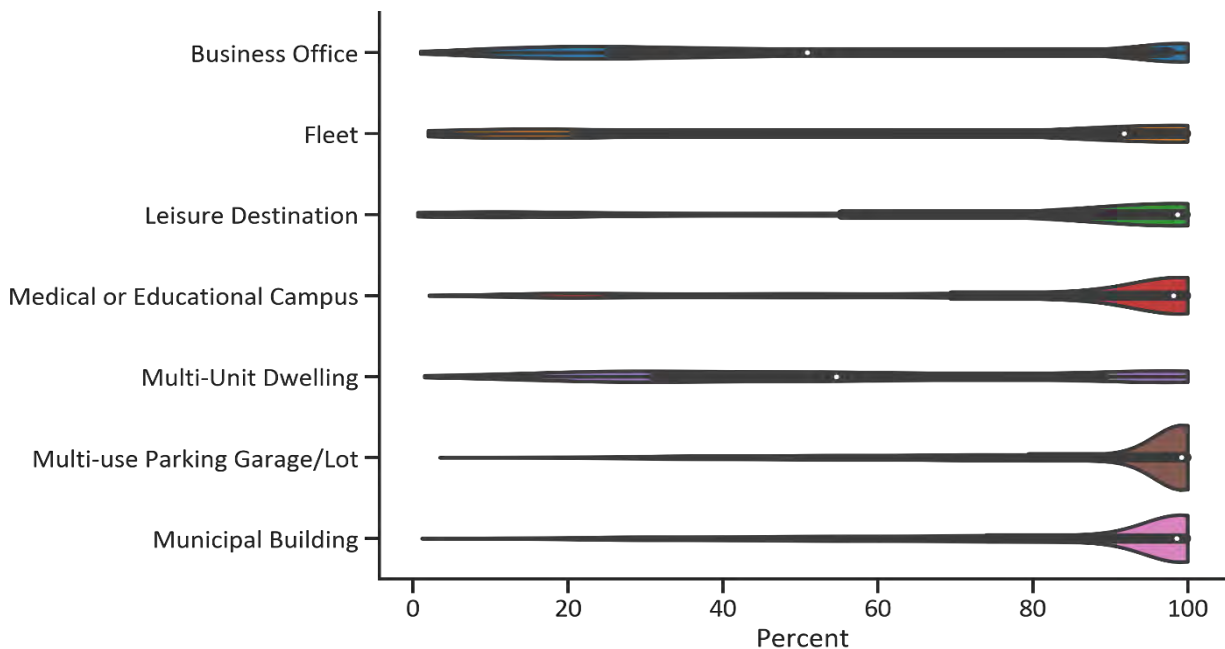 Business Office
Fleet
Leisure Destination
Medical or Educational Campus
Multi-Unit Dwelling
Multi-use Parking Garage/Lot
Municipal Building
0 20 40 60 80 100
Percent